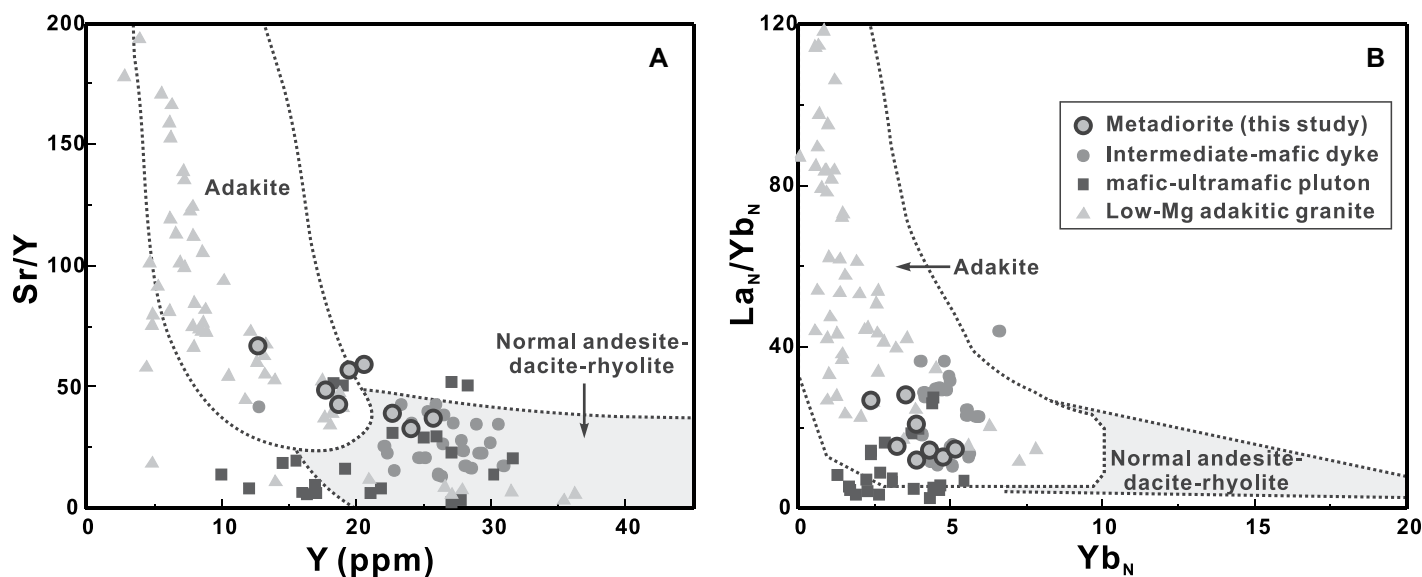 A
200
150
100
50
0
Sr/Y
Adakite
Normal andesite-
dacite-rhyolite
0
10
20
30
40
Y (ppm)
B
120
80
40
0
LaN/YbN
Metadiorite (this study)
Intermediate-mafic dyke
mafic-ultramafic pluton
Low-Mg adakitic granite
Adakite
Normal andesite-
dacite-rhyolite
0
5
10
15
20
YbN